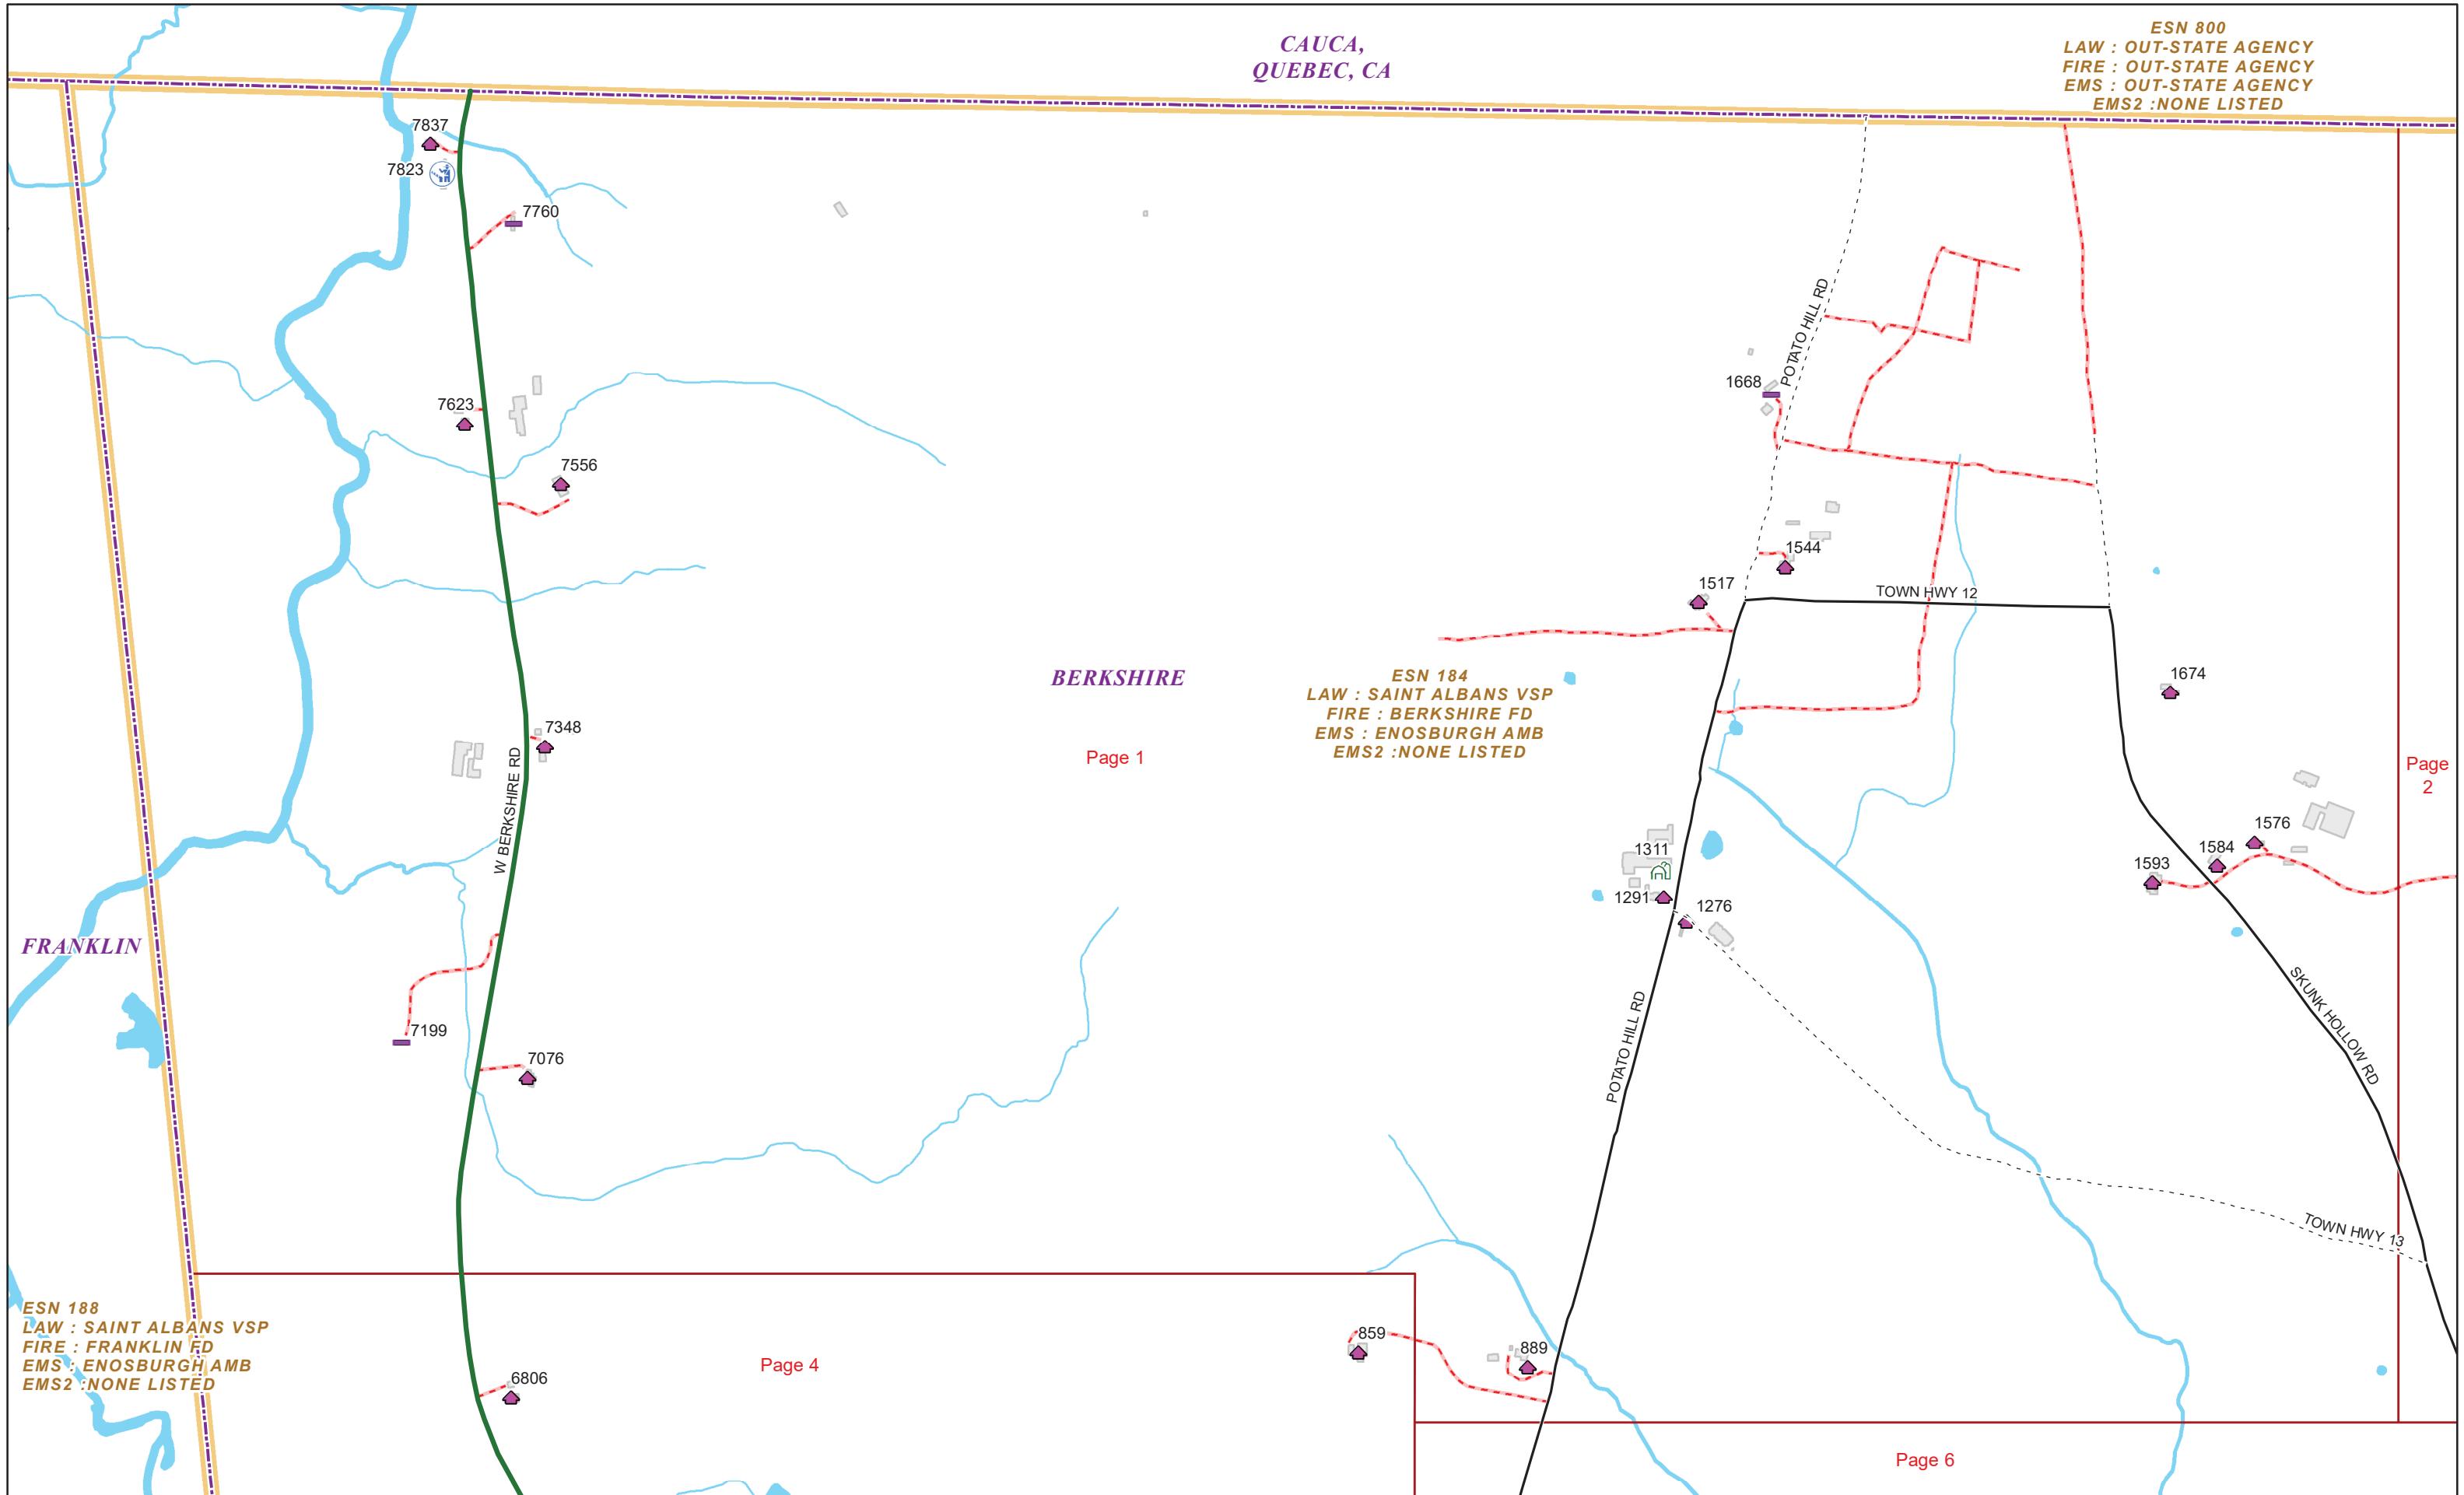 CAUCA,
QUEBEC, CA
ESN 800
LAW : OUT-STATE AGENCY
FIRE : OUT-STATE AGENCY
EMS : OUT-STATE AGENCY
EMS2 :NONE LISTED
7837
7823
7760
POTATO HILL RD
1668
7623
7556
1544
1517
TOWN HWY 12
BERKSHIRE
ESN 184
LAW : SAINT ALBANS VSP
FIRE : BERKSHIRE FD
EMS : ENOSBURGH AMB
EMS2 :NONE LISTED
1674
7348
W BERKSHIRE RD
Page 1
Page
2
1576
1584
1593
1311
1291
1276
FRANKLIN
SKUNK HOLLOW RD
7199
7076
POTATO HILL RD
TOWN HWY 13
ESN 188
LAW : SAINT ALBANS VSP
FIRE : FRANKLIN FD
EMS : ENOSBURGH AMB
EMS2 :NONE LISTED
859
889
Page 4
6806
Page 6